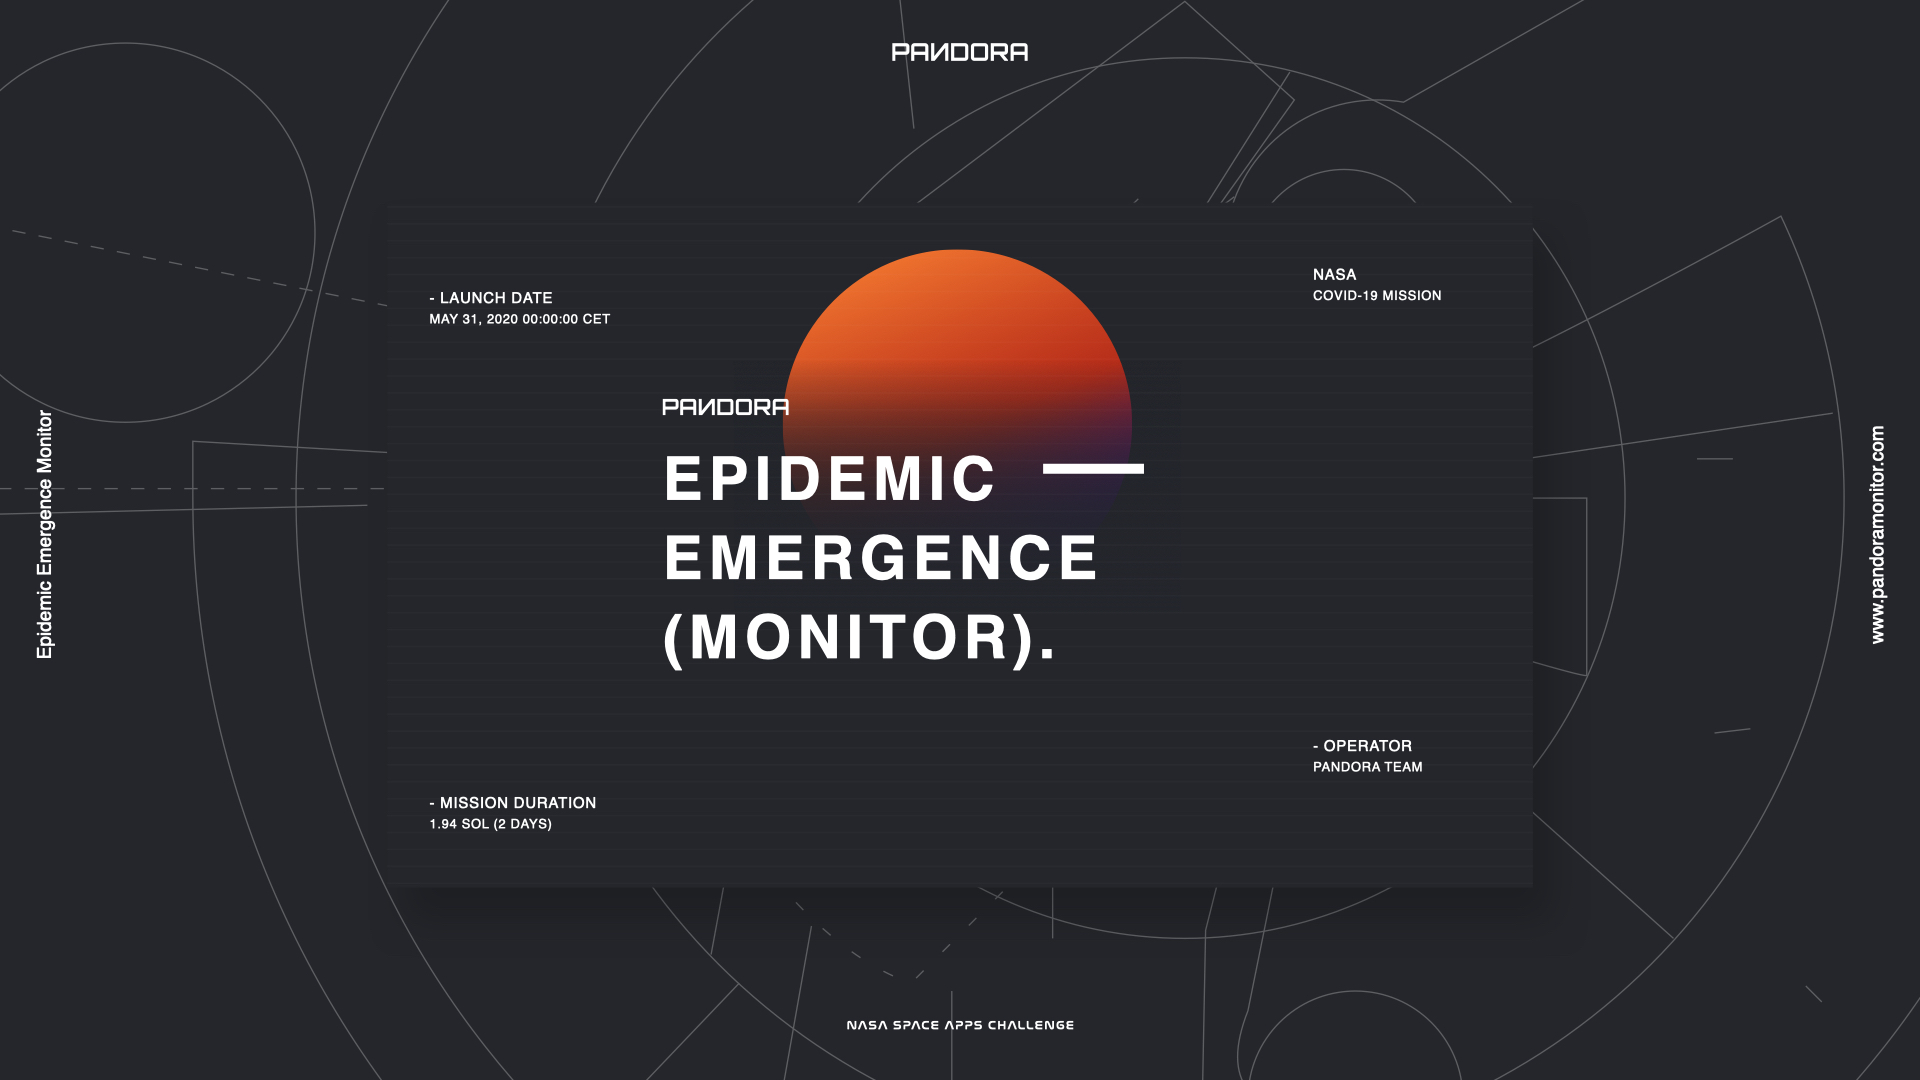 PANDORA
- LAUNCH DATE
MAY 31, 2020 00:00:00 CET
NASA
COVID-19 MISSION
PANDORA
EPIDEMIC —
EMERGENCE
(MONITOR).
- OPERATOR
PANDORA TEAM
- MISSION DURATION
1.94 SOL (2 DAYS)
Epidemic Emergence Monitor
www.pandoramonitor.com
NASA SPACE APPS CHALLENGE